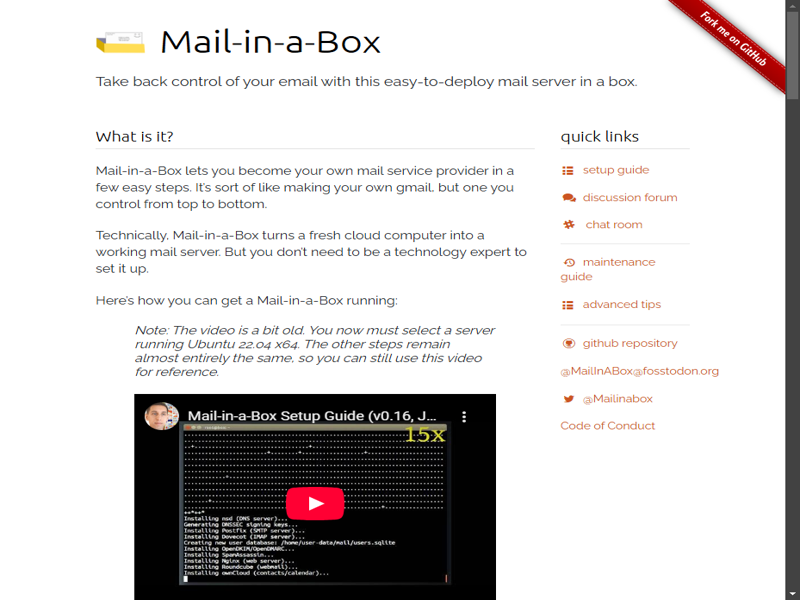 Mail-in-a-Box
Fork me on GitHub
Take back control of your email with this easy-to-deploy mail server in a box.
What is it?
Mail-in-a-Box lets you become your own mail service provider in a
few easy steps. It's sort of like making your own gmail, but one you
control from top to bottom.
Technically, Mail-in-a-Box turns a fresh cloud computer into a
working mail server. But you don't need to be a technology expert to
set it up.
Here's how you can get a Mail-in-a-Box running:
Note: The video is a bit old. You now must select a server
running Ubuntu 22.04 x64. The other steps remain
almost entirely the same, so you can still use this video
for reference.
Mail-in-a-Box Setup Guide (v0.16, J...
15x
Installing nsd (DNS server)...
Generating DNSSEC signing keys...
Installing Postfix (SMTP server)...
Installing Dovecot (IMAP server)...
Creating new user database: /home/user-data/mail/users.sqlite
Installing OpenDKIM/OpenDMARC...
Installing SpamAssassin...
Installing Nginx (web server)...
Installing Roundcube (webmail)...
Installing ownCloud (contacts/calendar)...
quick links
setup guide
discussion forum
chat room
maintenance
guide
advanced tips
github repository
@MailInABox@fosstodon.org
@Mailinabox
Code of Conduct